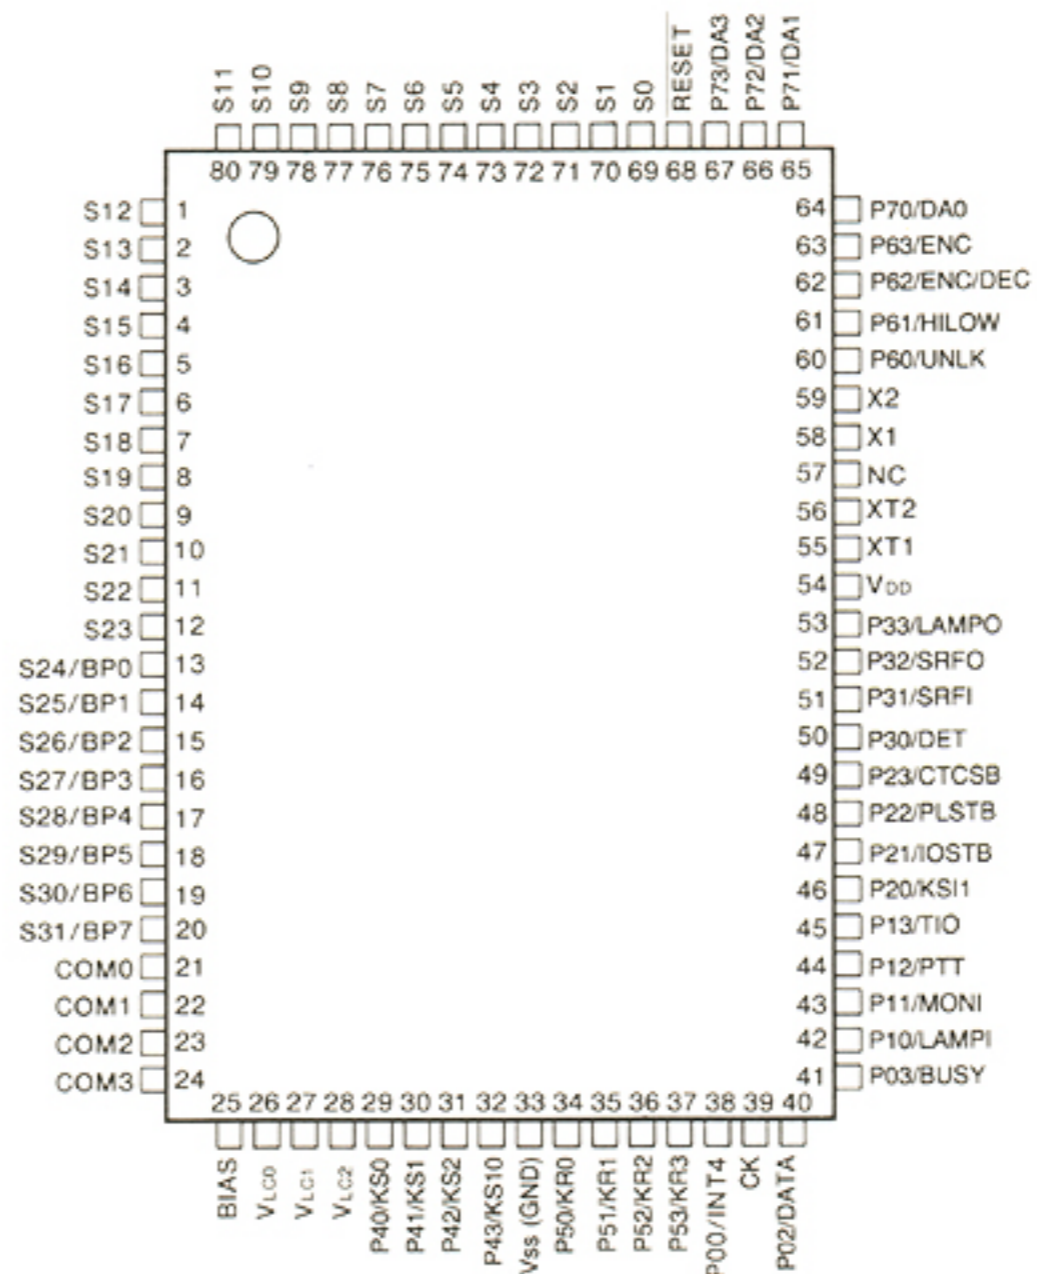 S11 S10 S9 S8 S7 S6 S5 S4 S3 S2 S1 S0 RESET P73/DA3 P72/DA2 P71/DA1
80 79 78 77 76 75 74 73 72 71 70 69 68 67 66 65
S12 1 64 P70/DA0
S13 2 63 P63/ENC
S14 3 62 P62/ENC/DEC
S15 4 61 P61/HILOW
S16 5 60 P60/UNLK
S17 6 59 X2
S18 7 58 X1
S19 8 57 NC
S20 9 56 XT2
S21 10 55 XT1
S22 11 54 VDD
S23 12 53 P33/LAMPO
S24/BP0 13 52 P32/SRFO
S25/BP1 14 51 P31/SRFI
S26/BP2 15 50 P30/DET
S27/BP3 16 49 P23/CTCSB
S28/BP4 17 48 P22/PLSTB
S29/BP5 18 47 P21/IOSTB
S30/BP6 19 46 P20/KSI1
S31/BP7 20 45 P13/TIO
COM0 21 44 P12/PTT
COM1 22 43 P11/MONI
COM2 23 42 P10/LAMPI
COM3 24 41 P03/BUSY
25 26 27 28 29 30 31 32 33 34 35 36 37 38 39 40
BIAS VLC0 VLC1 VLC2 P40/KS0 P41/KS1 P42/KS2 P43/KS10 Vss (GND) P50/KR0 P51/KR1 P52/KR2 P53/KR3 P00/INT4 CK P02/DATA